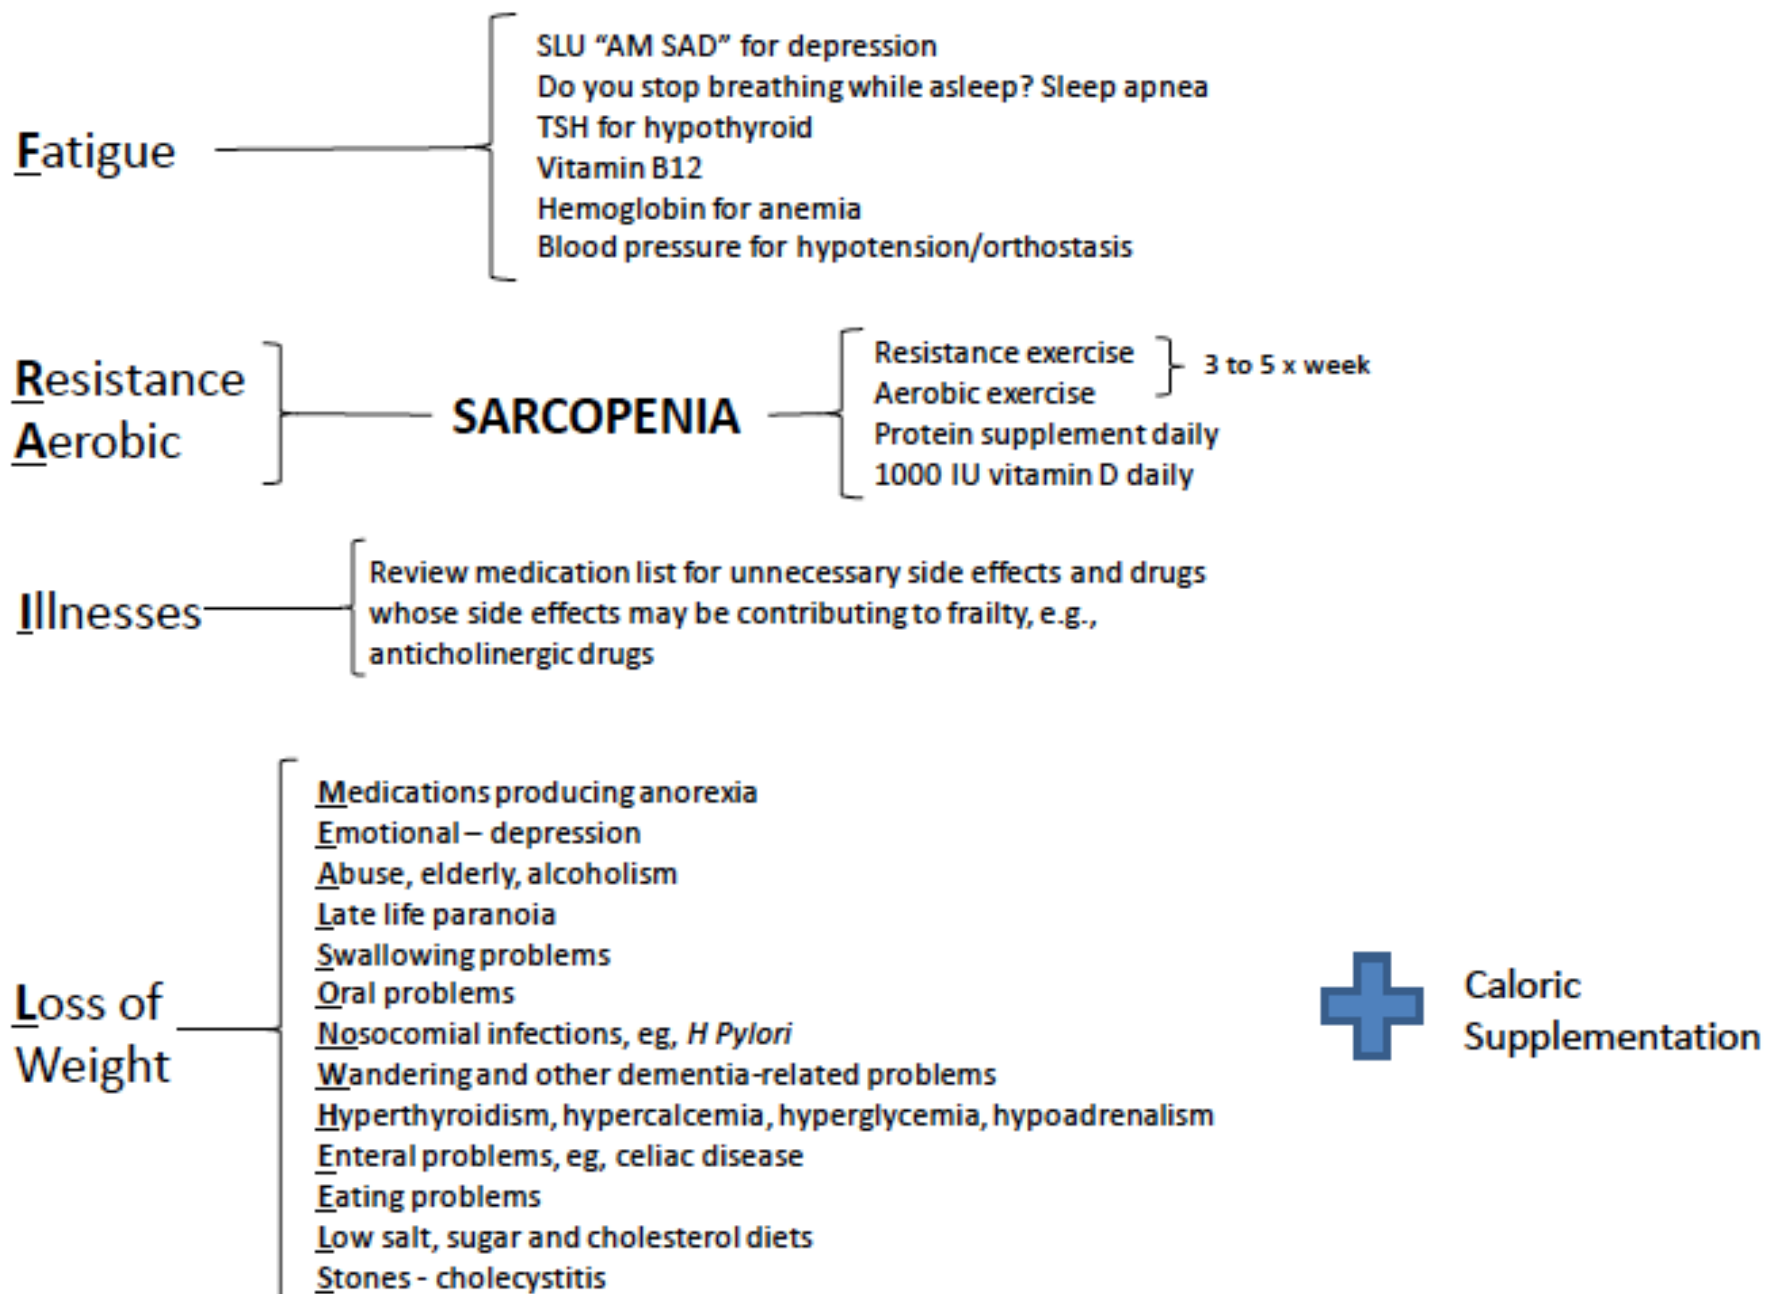 Fatigue
SLU “AM SAD” for depression
Do you stop breathing while asleep? Sleep apnea
TSH for hypothyroid
Vitamin B12
Hemoglobin for anemia
Blood pressure for hypotension/orthostasis
Resistance
Aerobic
SARCOPENIA
Resistance exercise
Aerobic exercise
3 to 5 x week
Protein supplement daily
1000 IU vitamin D daily
Illnesses
Review medication list for unnecessary side effects and drugs
whose side effects may be contributing to frailty, e.g.,
anticholinergic drugs
Loss of
Weight
Medications producing anorexia
Emotional – depression
Abuse, elderly, alcoholism
Late life paranoia
Swallowing problems
Oral problems
Nosocomial infections, eg, H Pylori
Wandering and other dementia-related problems
Hyperthyroidism, hypercalcemia, hyperglycemia, hypoadrenalism
Enteral problems, eg, celiac disease
Eating problems
Low salt, sugar and cholesterol diets
Stones - cholecystitis
Caloric
Supplementation